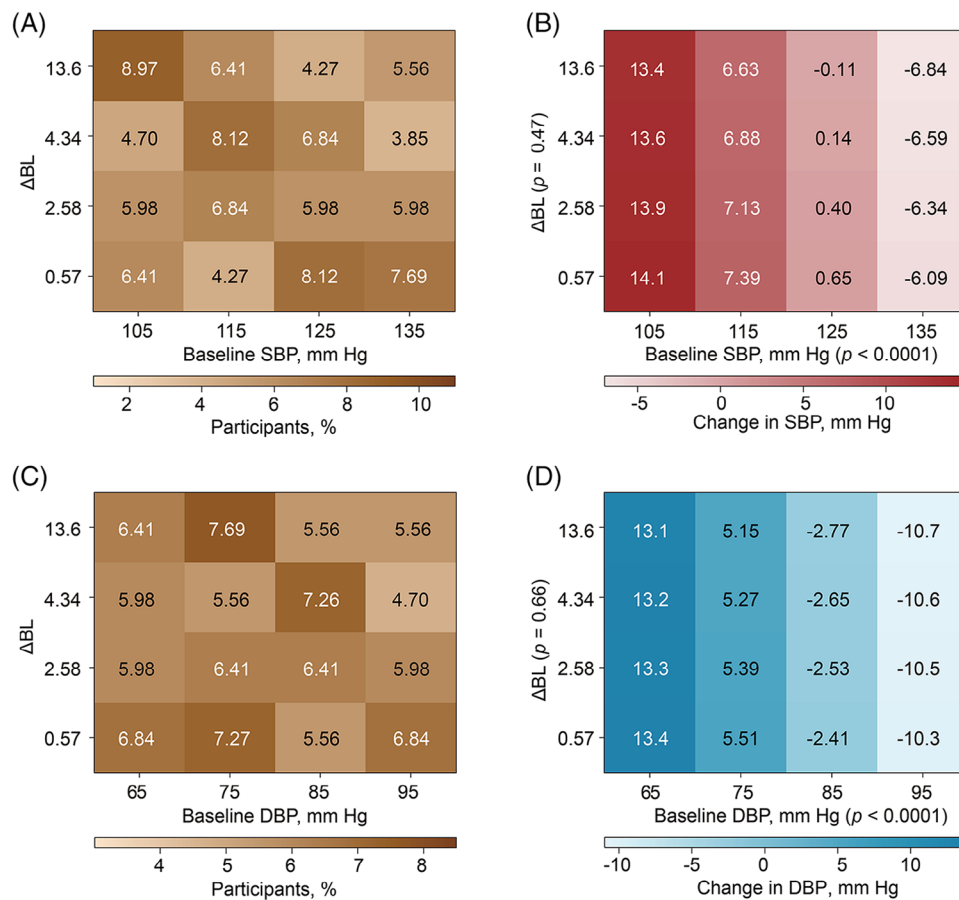 (A)
13.6 8.97 6.41 4.27 5.56
4.34 4.70 8.12 6.84 3.85
ΔBL
2.58 5.98 6.84 5.98 5.98
0.57 6.41 4.27 8.12 7.69
105 115 125 135
Baseline SBP, mm Hg
2 4 6 8 10
Participants, %
(B)
13.6 13.4 6.63 -0.11 -6.84
4.34 13.6 6.88 0.14 -6.59
ΔBL (p = 0.47)
2.58 13.9 7.13 0.40 -6.34
0.57 14.1 7.39 0.65 -6.09
105 115 125 135
Baseline SBP, mm Hg (p < 0.0001)
-5 0 5 10
Change in SBP, mm Hg
(C)
13.6 6.41 7.69 5.56 5.56
4.34 5.98 5.56 7.26 4.70
ΔBL
2.58 5.98 6.41 6.41 5.98
0.57 6.84 7.27 5.56 6.84
65 75 85 95
Baseline DBP, mm Hg
4 5 6 7 8
Participants, %
(D)
13.6 13.1 5.15 -2.77 -10.7
4.34 13.2 5.27 -2.65 -10.6
ΔBL (p = 0.66)
2.58 13.3 5.39 -2.53 -10.5
0.57 13.4 5.51 -2.41 -10.3
65 75 85 95
Baseline DBP, mm Hg (p < 0.0001)
-10 -5 0 5 10
Change in DBP, mm Hg